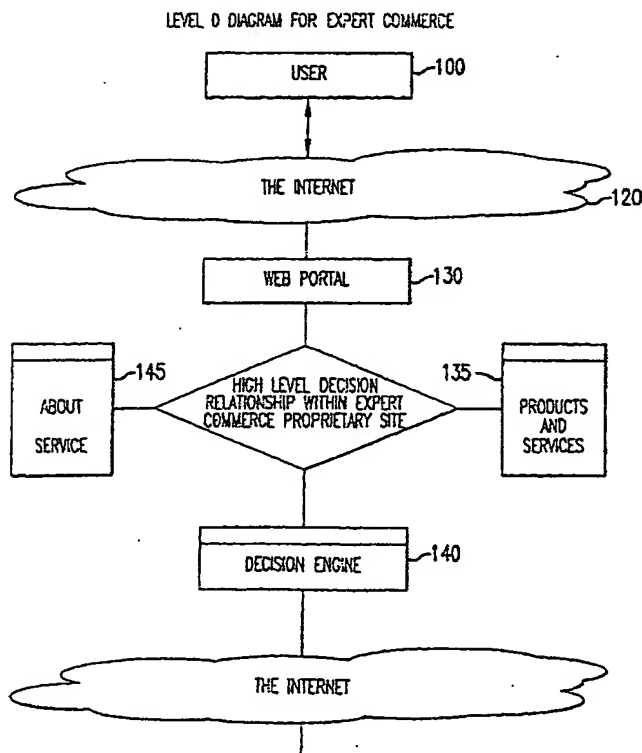 LEVEL 0 DIAGRAM FOR EXPERT COMMERCE
USER
100
THE INTERNET
120
WEB PORTAL
130
145
ABOUT
SERVICE
HIGH LEVEL DECISION
RELATIONSHIP WITHIN EXPERT
COMMERCE PROPRIETARY SITE
135
PRODUCTS
AND
SERVICES
DECISION ENGINE
140
THE INTERNET